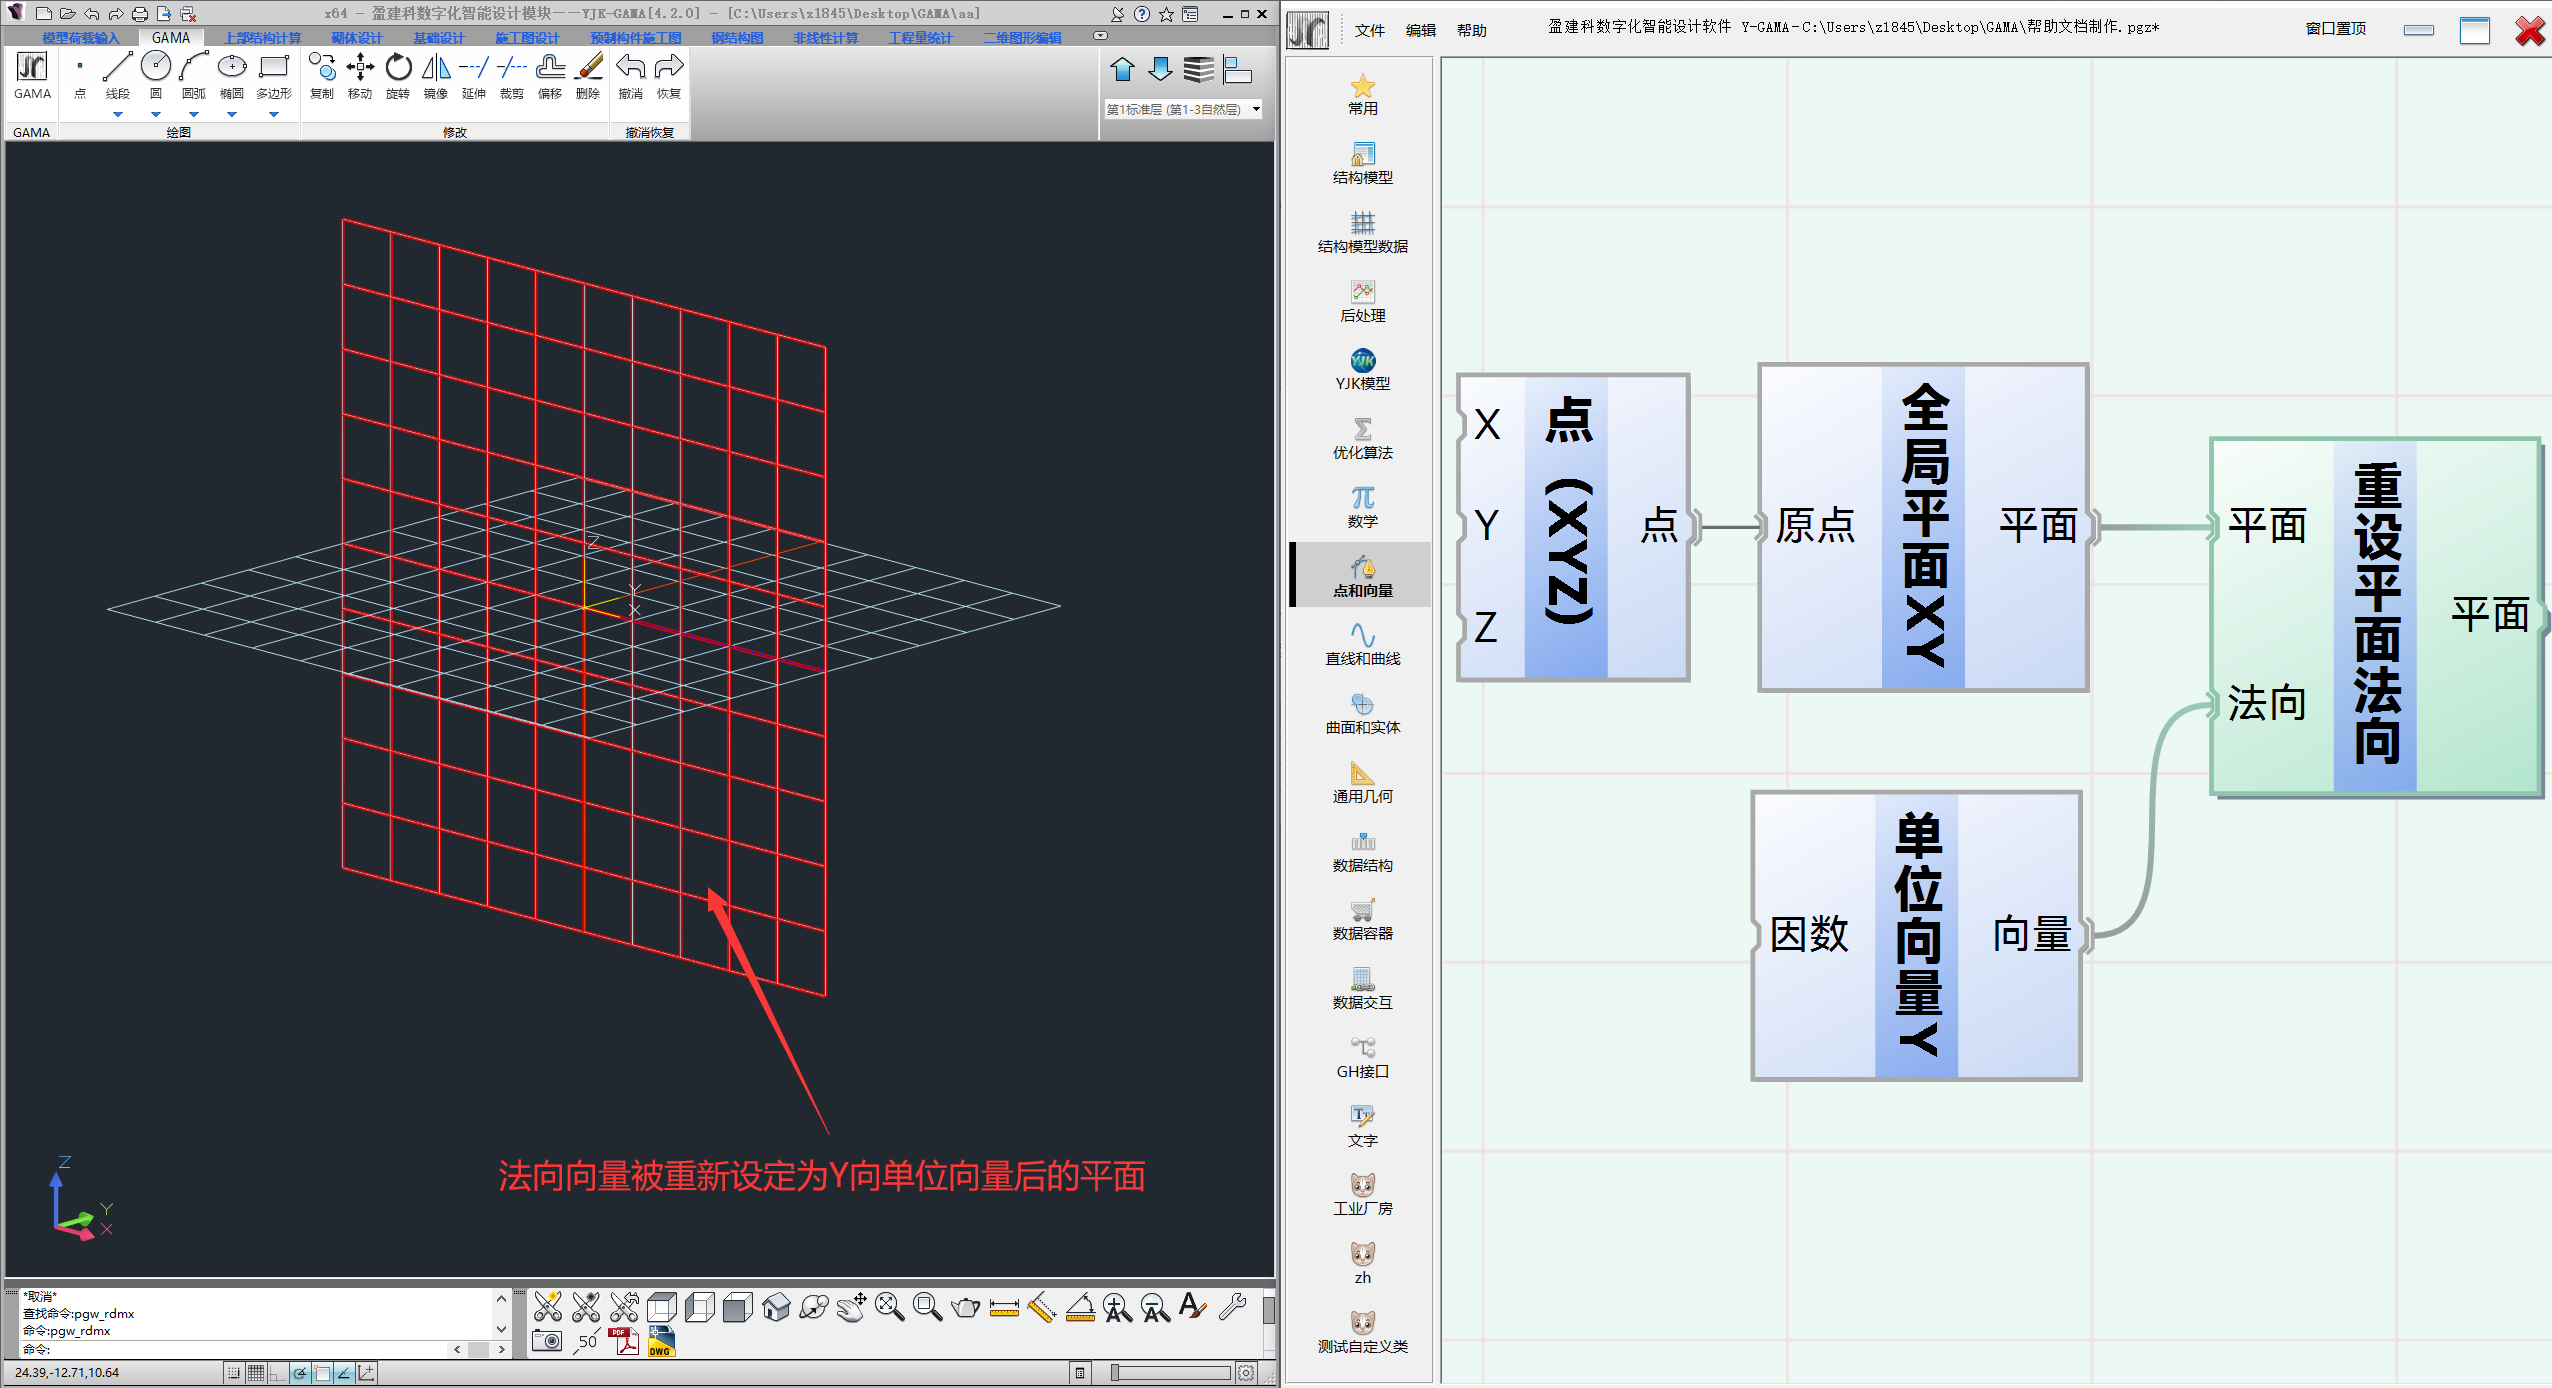 x64 - 盈建科数字化智能设计模块——YJK-GAMA[4.2.0] - [C:\Users\z1845\Desktop\GAMA\aa]
模型荷载输入 GAMA 上部结构计算 砌体设计 基础设计 施工图设计 预制构件施工图 钢结构图 非线性计算 工程量统计 二维图形编辑
GAMA 点 线段 圆 圆弧 椭圆 多边形 复制 移动 旋转 镜像 延伸 裁剪 偏移 删除 撤消 恢复
第1标准层 (第1-3自然层)
GAMA 绘图 修改 撤消恢复
Z
Y
X
法向向量被重新设定为Y向单位向量后的平面
Z
Y
X
*取消*
查找命令:pgw_rdmx
命令:pgw_rdmx
命令:
50
PDF
DWG
24.39,-12.71,10.64
文件 编辑 帮助
盈建科数字化智能设计软件 Y-GAMA-C:\Users\z1845\Desktop\GAMA\帮助文档制作.pgz*
窗口置顶
常用
结构模型
结构模型数据
后处理
YJK
YJK模型
优化算法
数学
点和向量
直线和曲线
曲面和实体
通用几何
数据结构
数据容器
数据交互
GH接口
文字
工业厂房
zh
测试自定义类
X
Y
Z
点（XYZ）
点
原点
全局平面XY
平面
平面
法向
重设平面法向
平面
因数
单位向量Y
向量